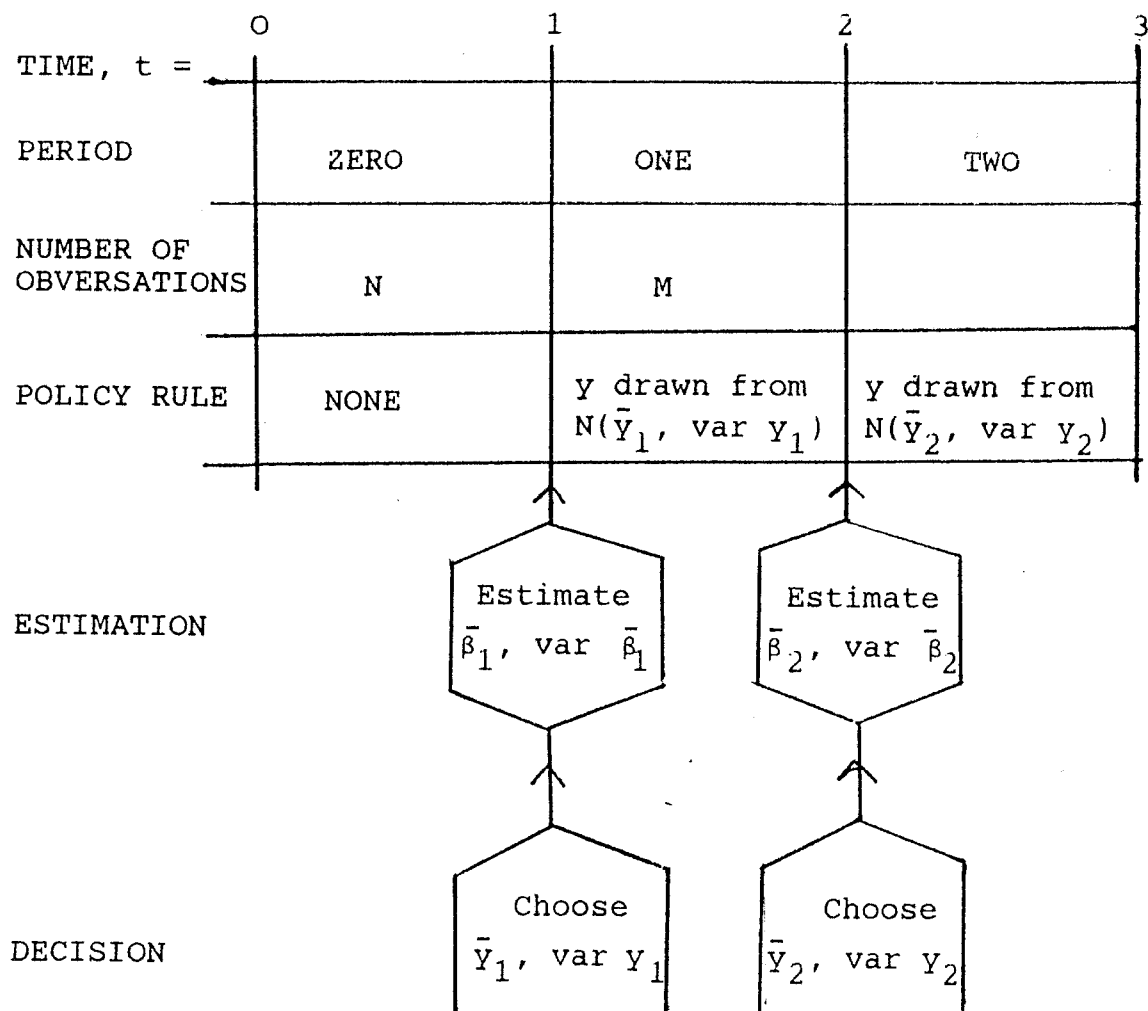 0 1 2 3
TIME, t =
PERIOD ZERO ONE TWO
NUMBER OF
OBVERSATIONS N M
POLICY RULE NONE y drawn from N(ȳ₁, var y₁) y drawn from N(ȳ₂, var y₂)
ESTIMATION
Estimate
β̄₁, var β̄₁
Estimate
β̄₂, var β̄₂
DECISION
Choose
ȳ₁, var y₁
Choose
ȳ₂, var y₂